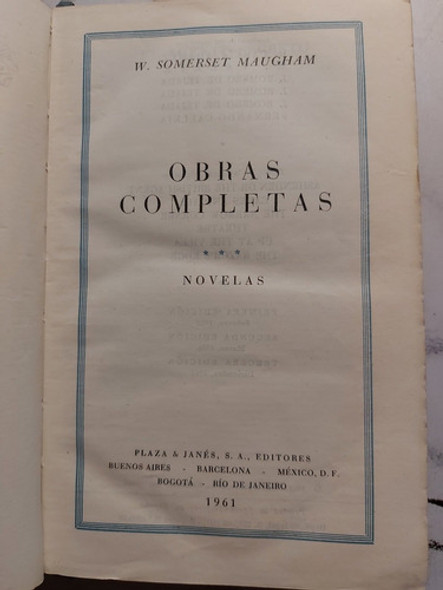 W. SOMERSET MAUGHAM
OBRAS
COMPLETAS
* * *
NOVELAS
PLAZA & JANÉS, S. A., EDITORES
BUENOS AIRES - BARCELONA - MÉXICO, D. F.
BOGOTÁ - RÍO DE JANEIRO
1961